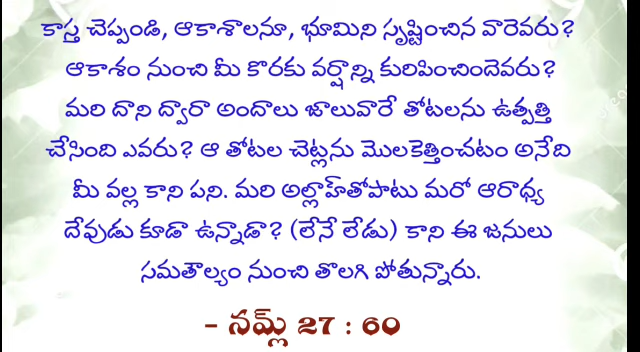 కాస్త చెప్పండి, ఆకాశాలనూ, భూమిని సృష్టించిన వారెవరు?
ఆకాశం నుంచి మీ కొరకు వర్షాన్ని కురిపించిందెవరు?
మరి దాని ద్వారా అందాలు జాలువారే తోటలను ఉత్పత్తి
చేసింది ఎవరు? ఆ తోటల చెట్లను మొలకెత్తించటం అనేది
మీ వల్ల కాని పని. మరి అల్లాహ్‌తోపాటు మరో ఆరాధ్య
దేవుడు కూడా ఉన్నాడా? (లేనే లేడు) కాని ఈ జనులు
సమతౌల్యం నుంచి తొలగి పోతున్నారు.
- నమ్ల్ 27 : 60